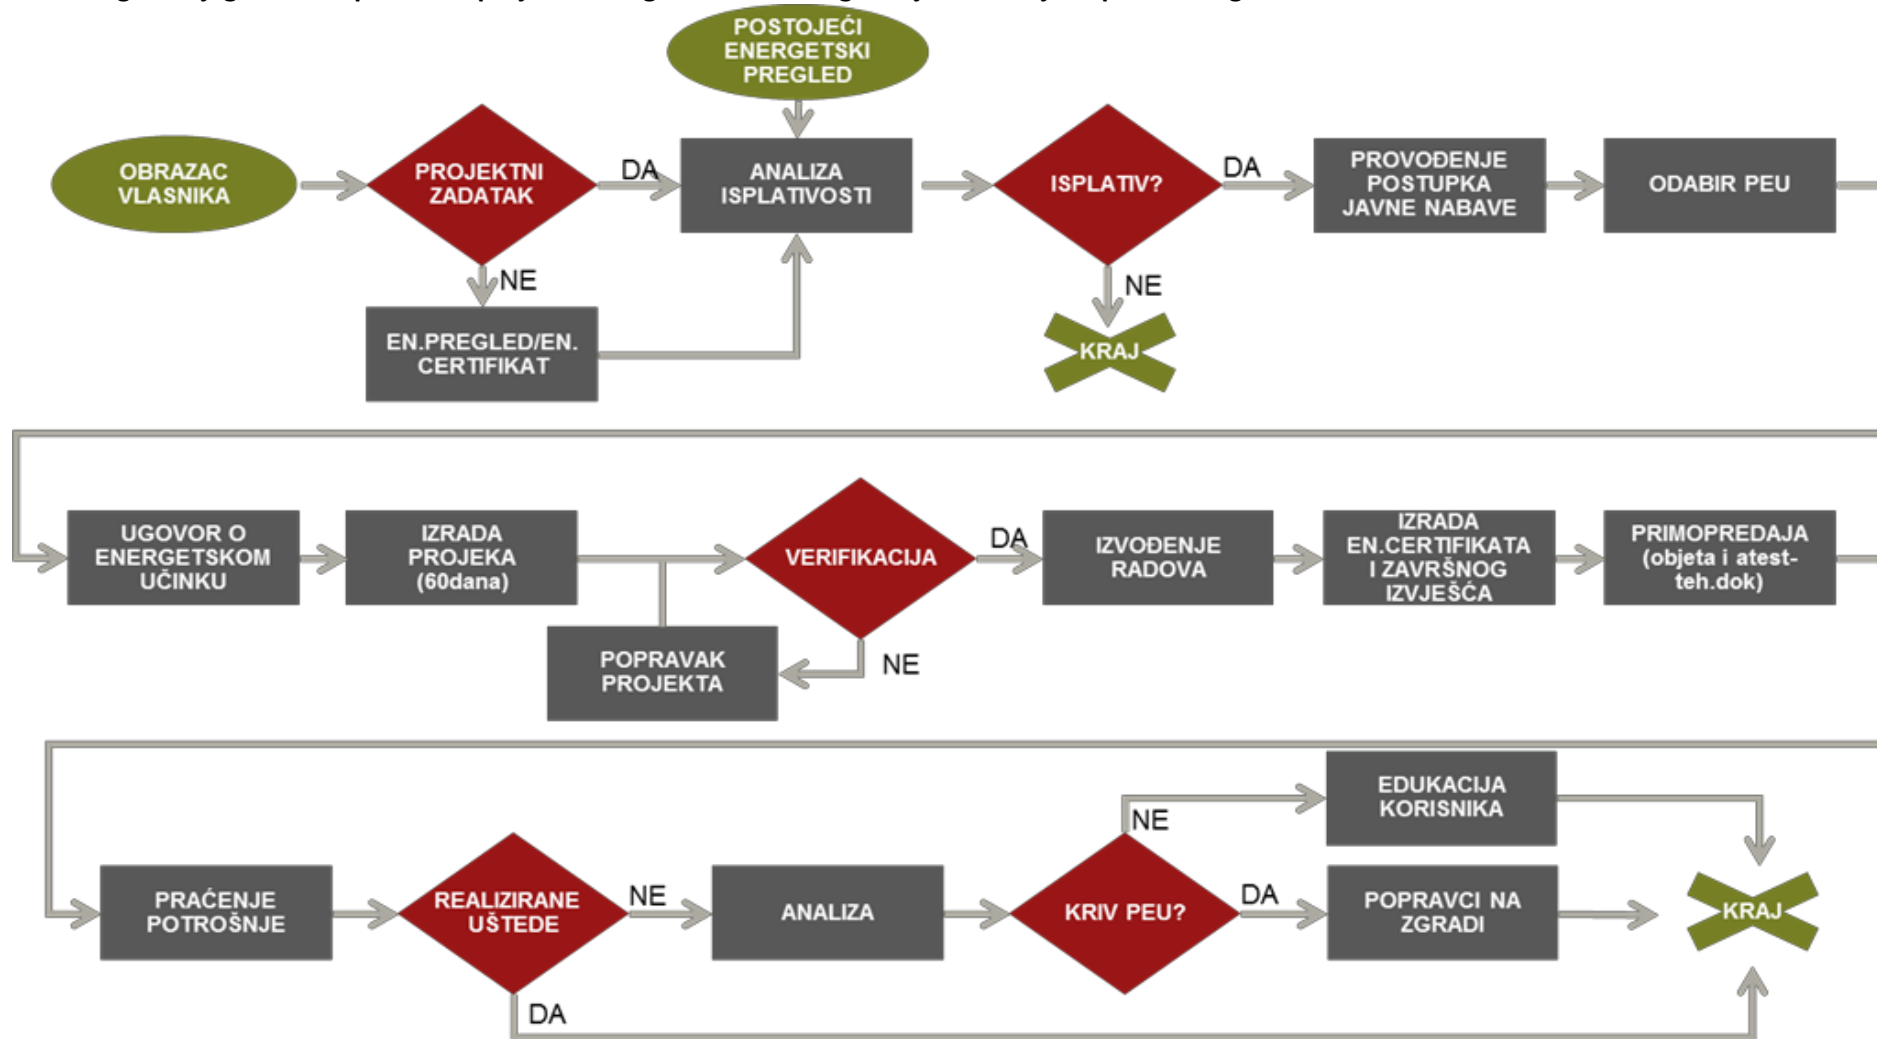 POSTOJEĆI
ENERGETSKI
PREGLED
OBRAZAC
VLASNIKA
PROJEKTNI
ZADATAK
DA
ANALIZA
ISPLATIVOSTI
ISPLATIV?
DA
PROVOĐENJE
POSTUPKA
JAVNE NABAVE
ODABIR PEU
NE
EN.PREGLED/EN.
CERTIFIKAT
NE
KRAJ
UGOVOR O
ENERGETSKOM
UČINKU
IZRADA
PROJEKA
(60dana)
VERIFIKACIJA
DA
IZVOĐENJE
RADOVA
IZRADA
EN.CERTIFIKATA
I ZAVRŠNOG
IZVJEŠĆA
PRIMOPREDAJA
(objeta i atest-
teh.dok)
POPRAVAK
PROJEKTA
NE
EDUKACIJA
KORISNIKA
NE
PRAĆENJE
POTROŠNJE
REALIZIRANE
UŠTEDE
NE
ANALIZA
KRIV PEU?
DA
POPRAVCI NA
ZGRADI
KRAJ
DA